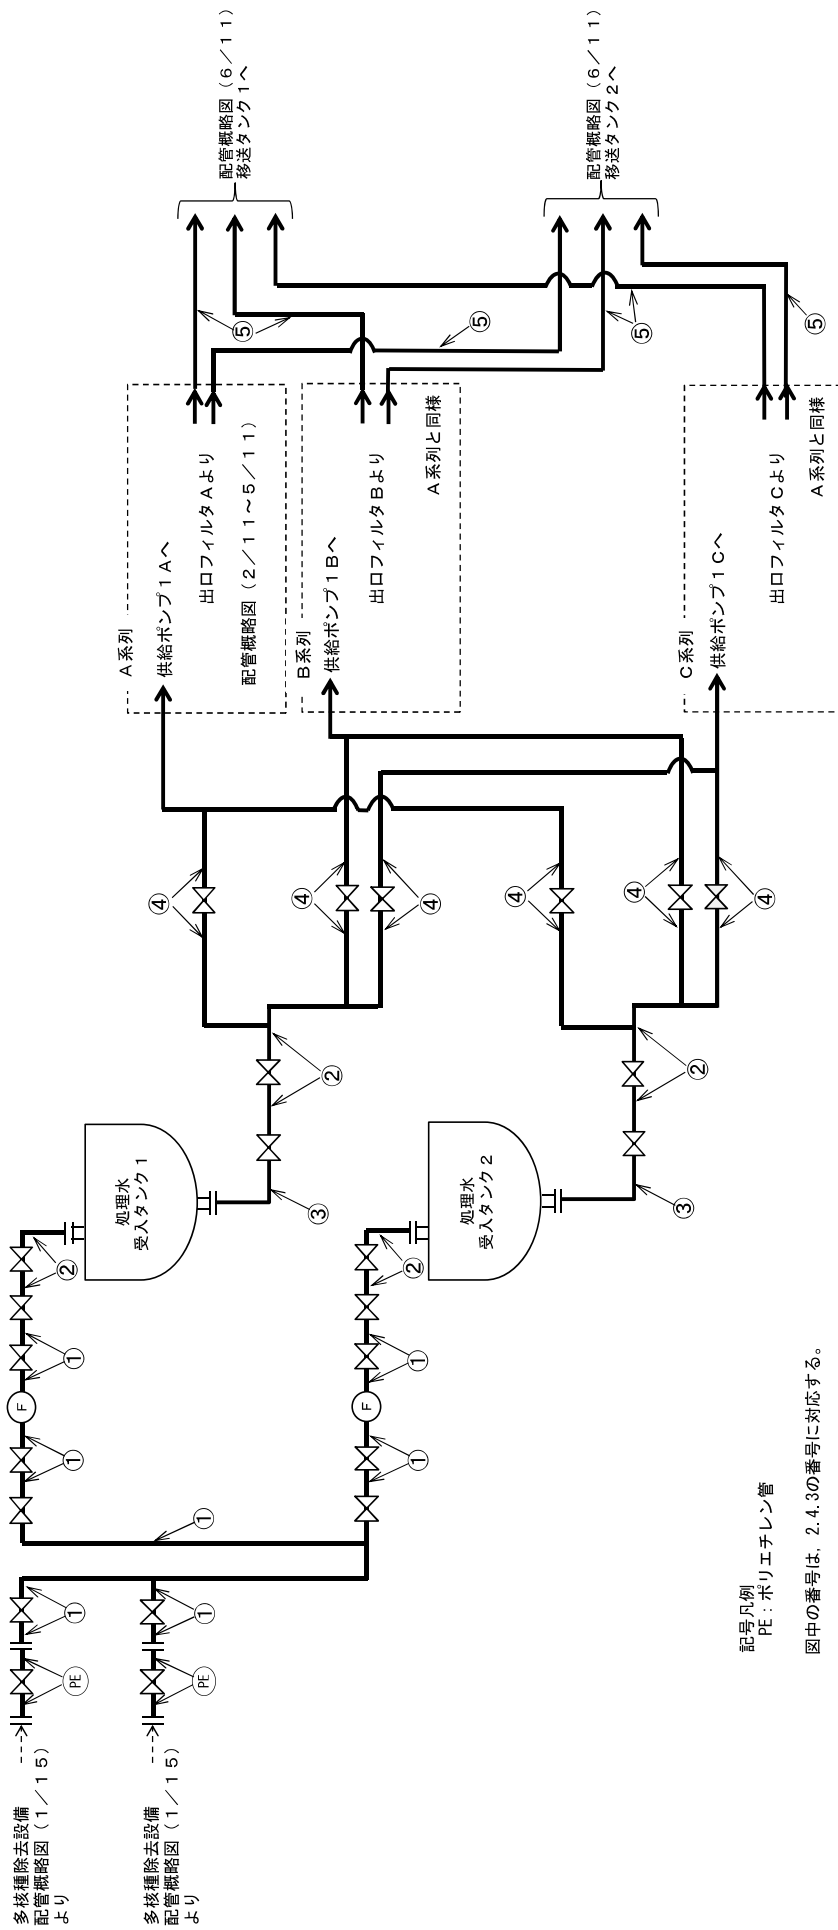 多核種除去設備
配管概略図（１／１５）
より
多核種除去設備
配管概略図（１／１５）
より
PE
PE
①
①
①
①
①
F
①
①
F
①
②
②
処理水
受入タンク１
処理水
受入タンク２
③
③
②
②
④
④
④
④
④
④
Ａ系列
供給ポンプ１Ａへ
出口フィルタＡより
配管概略図（２／１１～５／１１）
Ｂ系列
供給ポンプ１Ｂへ
出口フィルタＢより
Ａ系列と同様
Ｃ系列
供給ポンプ１Ｃへ
出口フィルタＣより
Ａ系列と同様
⑤
⑤
⑤
⑤
配管概略図（６／１１）
移送タンク１へ
配管概略図（６／１１）
移送タンク２へ
記号凡例
PE：ポリエチレン管
図中の番号は、2.4.3の番号に対応する。